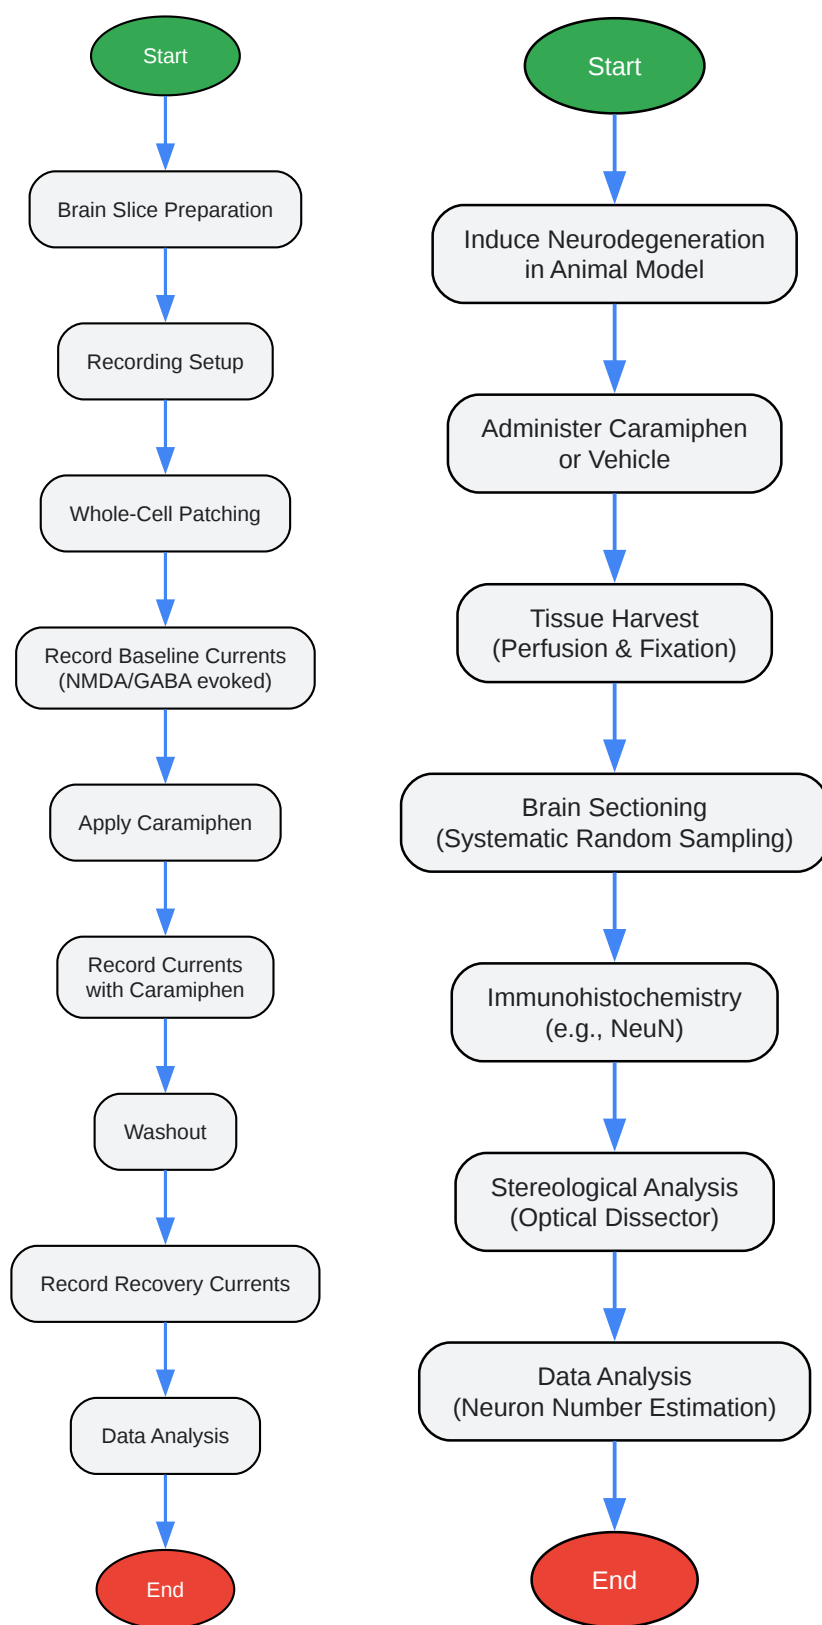 Start
Brain Slice Preparation
Recording Setup
Whole-Cell Patching
Record Baseline Currents
(NMDA/GABA evoked)
Apply Caramiphen
Record Currents
with Caramiphen
Washout
Record Recovery Currents
Data Analysis
End
Start
Induce Neurodegeneration
in Animal Model
Administer Caramiphen
or Vehicle
Tissue Harvest
(Perfusion & Fixation)
Brain Sectioning
(Systematic Random Sampling)
Immunohistochemistry
(e.g., NeuN)
Stereological Analysis
(Optical Dissector)
Data Analysis
(Neuron Number Estimation)
End